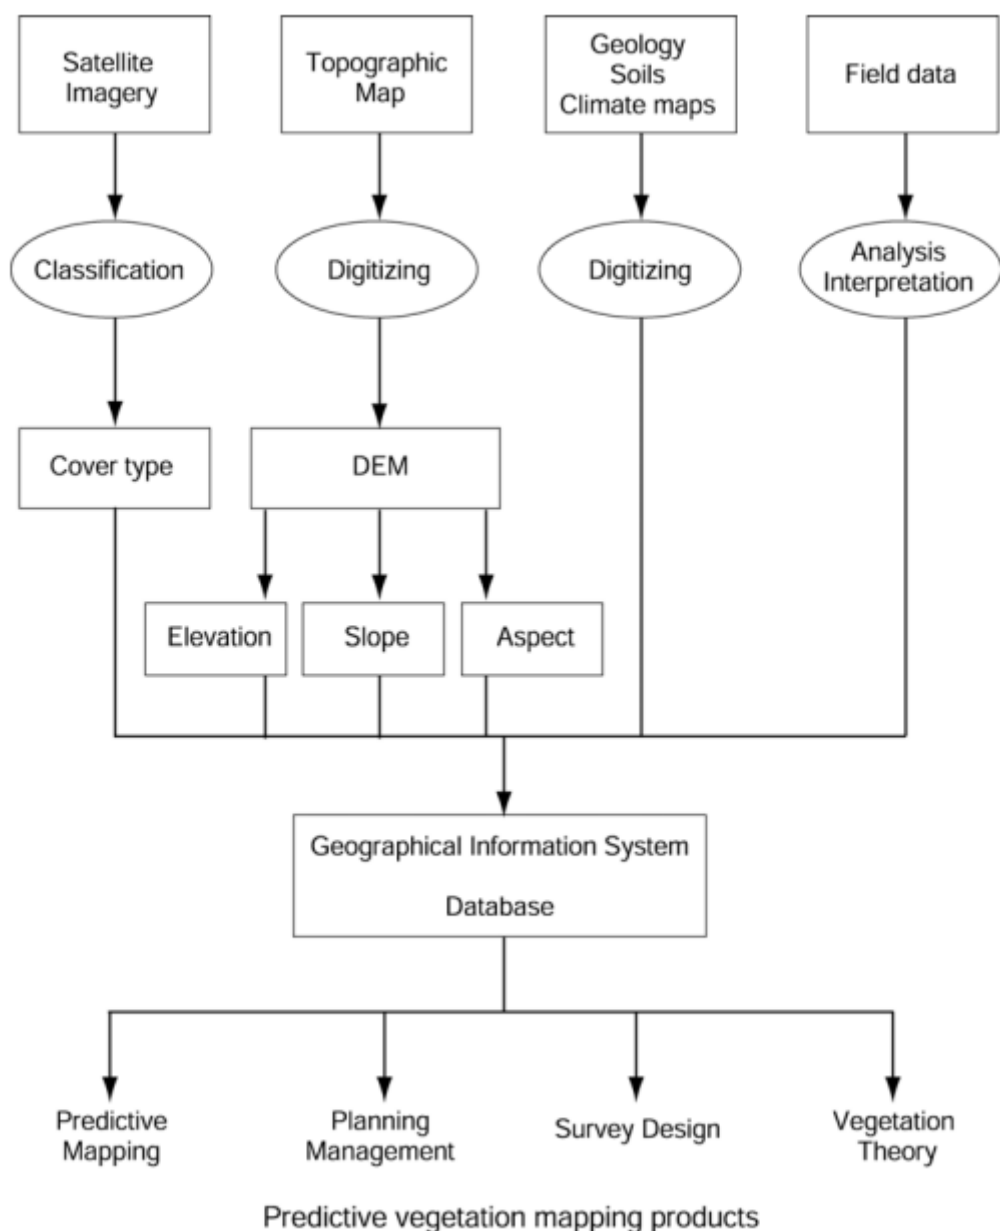 Satellite
Imagery
Topographic
Map
Geology
Soils
Climate maps
Field data
Classification
Digitizing
Digitizing
Analysis
Interpretation
Cover type
DEM
Elevation
Slope
Aspect
Geographical Information System
Database
Predictive
Mapping
Planning
Management
Survey Design
Vegetation
Theory
Predictive vegetation mapping products